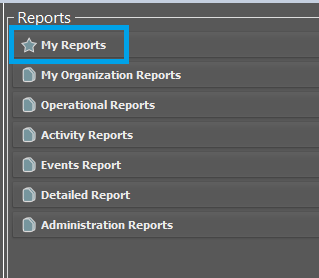 Reports
My Reports
My Organization Reports
Operational Reports
Activity Reports
Events Report
Detailed Report
Administration Reports